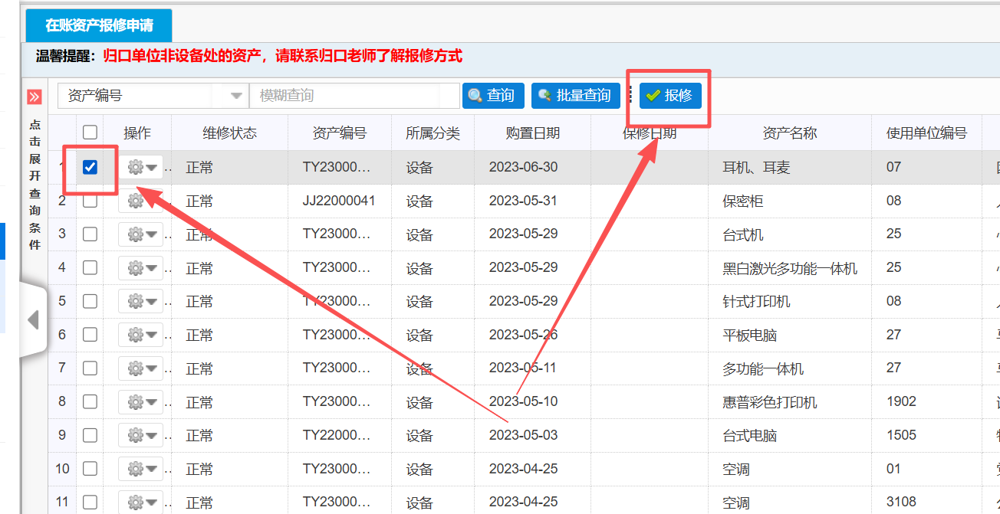 在账资产报修申请
温馨提醒：归口单位非设备处的资产，请联系归口老师了解报修方式
点击展开查询条件
资产编号 模糊查询 查询 批量查询 报修
操作 维修状态 资产编号 所属分类 购置日期 保修日期 资产名称 使用单位编号
1 .. 正常 TY23000… 设备 2023-06-30 耳机、耳麦 07
2 正常 JJ22000041 设备 2023-05-31 保密柜 08
3 .. 正常 TY23000… 设备 2023-05-29 台式机 25
4 .. 正常 TY23000… 设备 2023-05-29 黑白激光多功能一体机 25
5 .. 正常 TY23000… 设备 2023-05-29 针式打印机 08
6 .. 正常 TY23000… 设备 2023-05-26 平板电脑 27
7 .. 正常 TY23000… 设备 2023-05-11 多功能一体机 27
8 .. 正常 TY23000… 设备 2023-05-10 惠普彩色打印机 1902
9 .. 正常 TY22000… 设备 2023-05-03 台式电脑 1505
10 .. 正常 TY23000… 设备 2023-04-25 空调 01
11 .. 正常 TY23000… 设备 2023-04-25 空调 3108